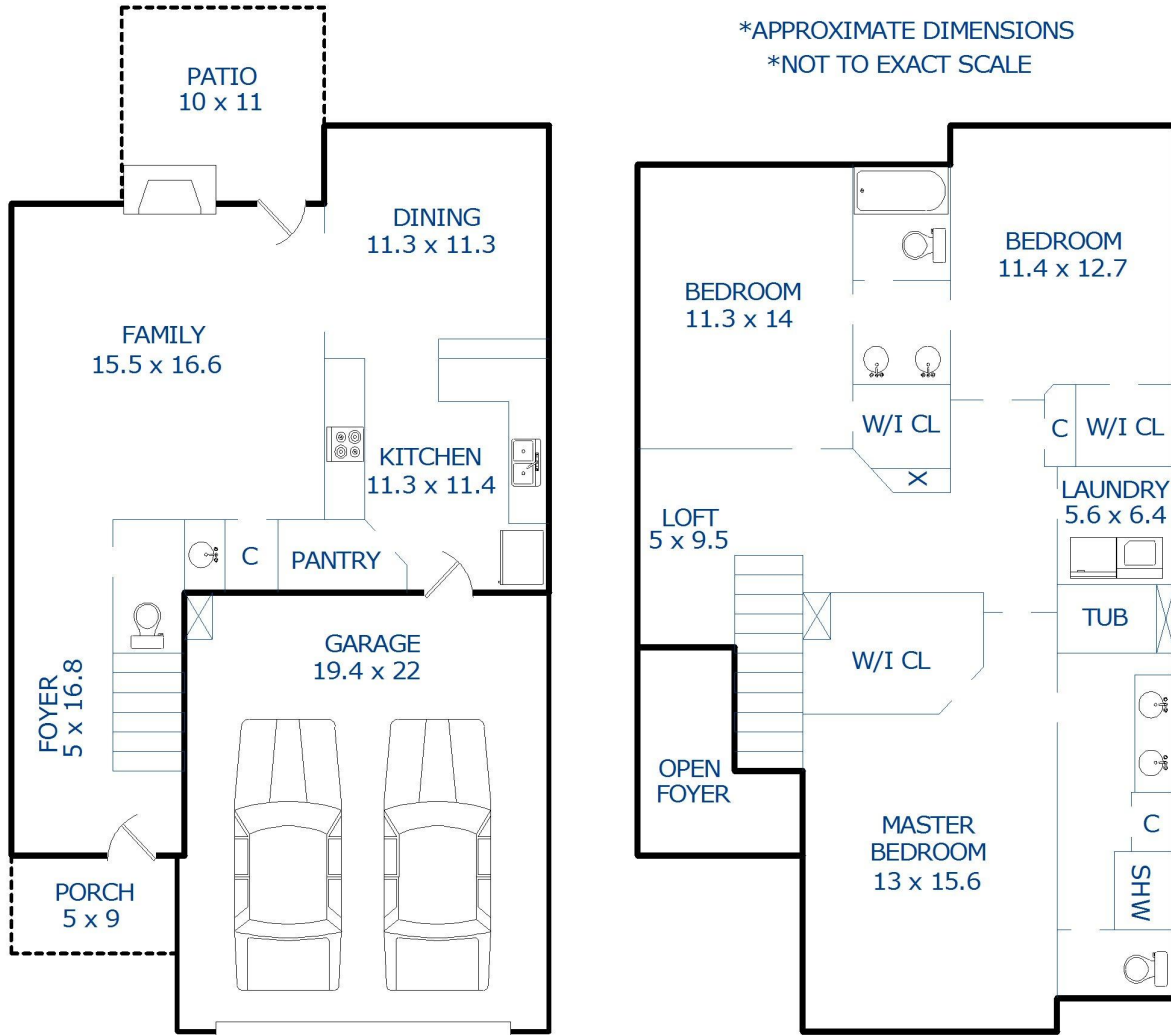 *APPROXIMATE DIMENSIONS
*NOT TO EXACT SCALE
PATIO
10 x 11
DINING
11.3 x 11.3
FAMILY
15.5 x 16.6
KITCHEN
11.3 x 11.4
C
PANTRY
GARAGE
19.4 x 22
FOYER
5 x 16.8
PORCH
5 x 9
BEDROOM
11.4 x 12.7
BEDROOM
11.3 x 14
W/I CL
C
W/I CL
X
LAUNDRY
5.6 x 6.4
LOFT
5 x 9.5
TUB
W/I CL
OPEN
FOYER
MASTER
BEDROOM
13 x 15.6
C
SHW